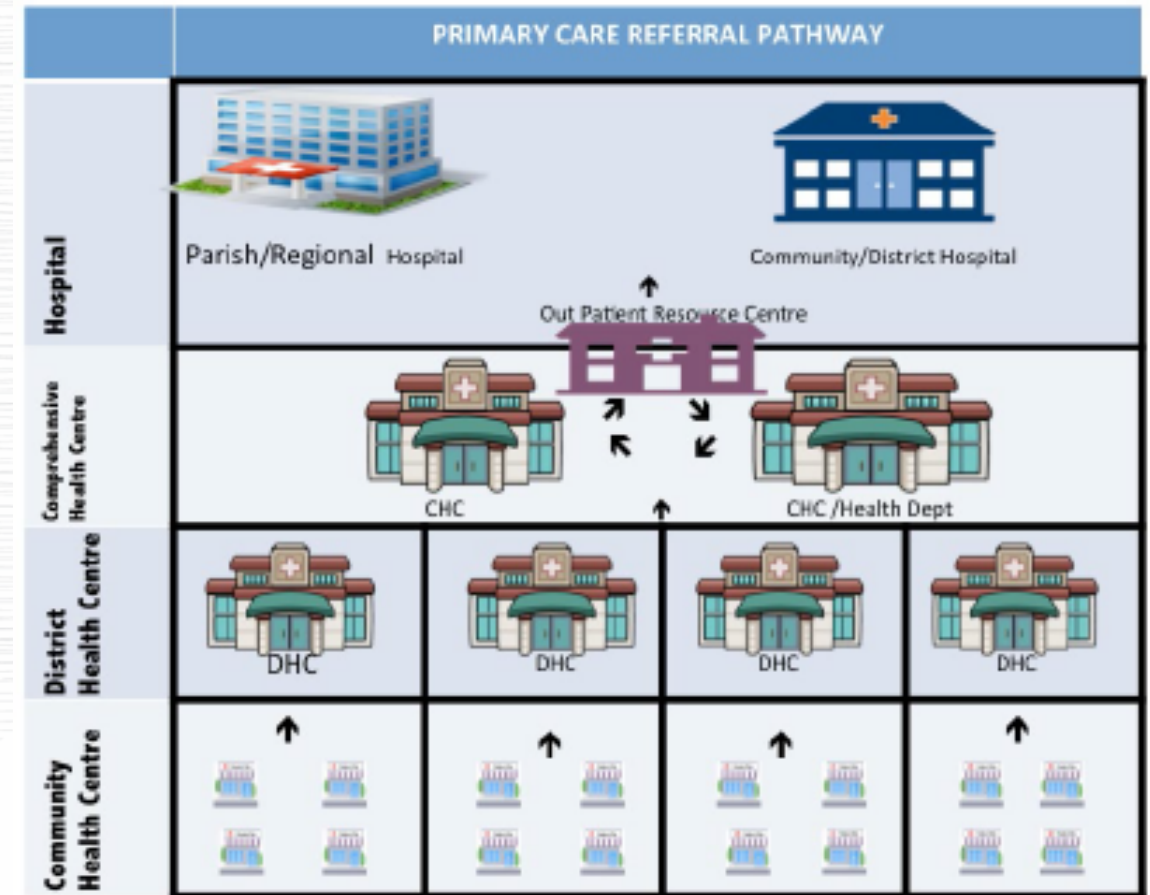 PRIMARY CARE REFERRAL PATHWAY
Hospital
Parish/Regional Hospital
Community/District Hospital
Out Patient Resource Centre
Comprehensive
Health Centre
CHC
CHC /Health Dept
District
Health Centre
DHC
DHC
DHC
DHC
Community
Health Centre